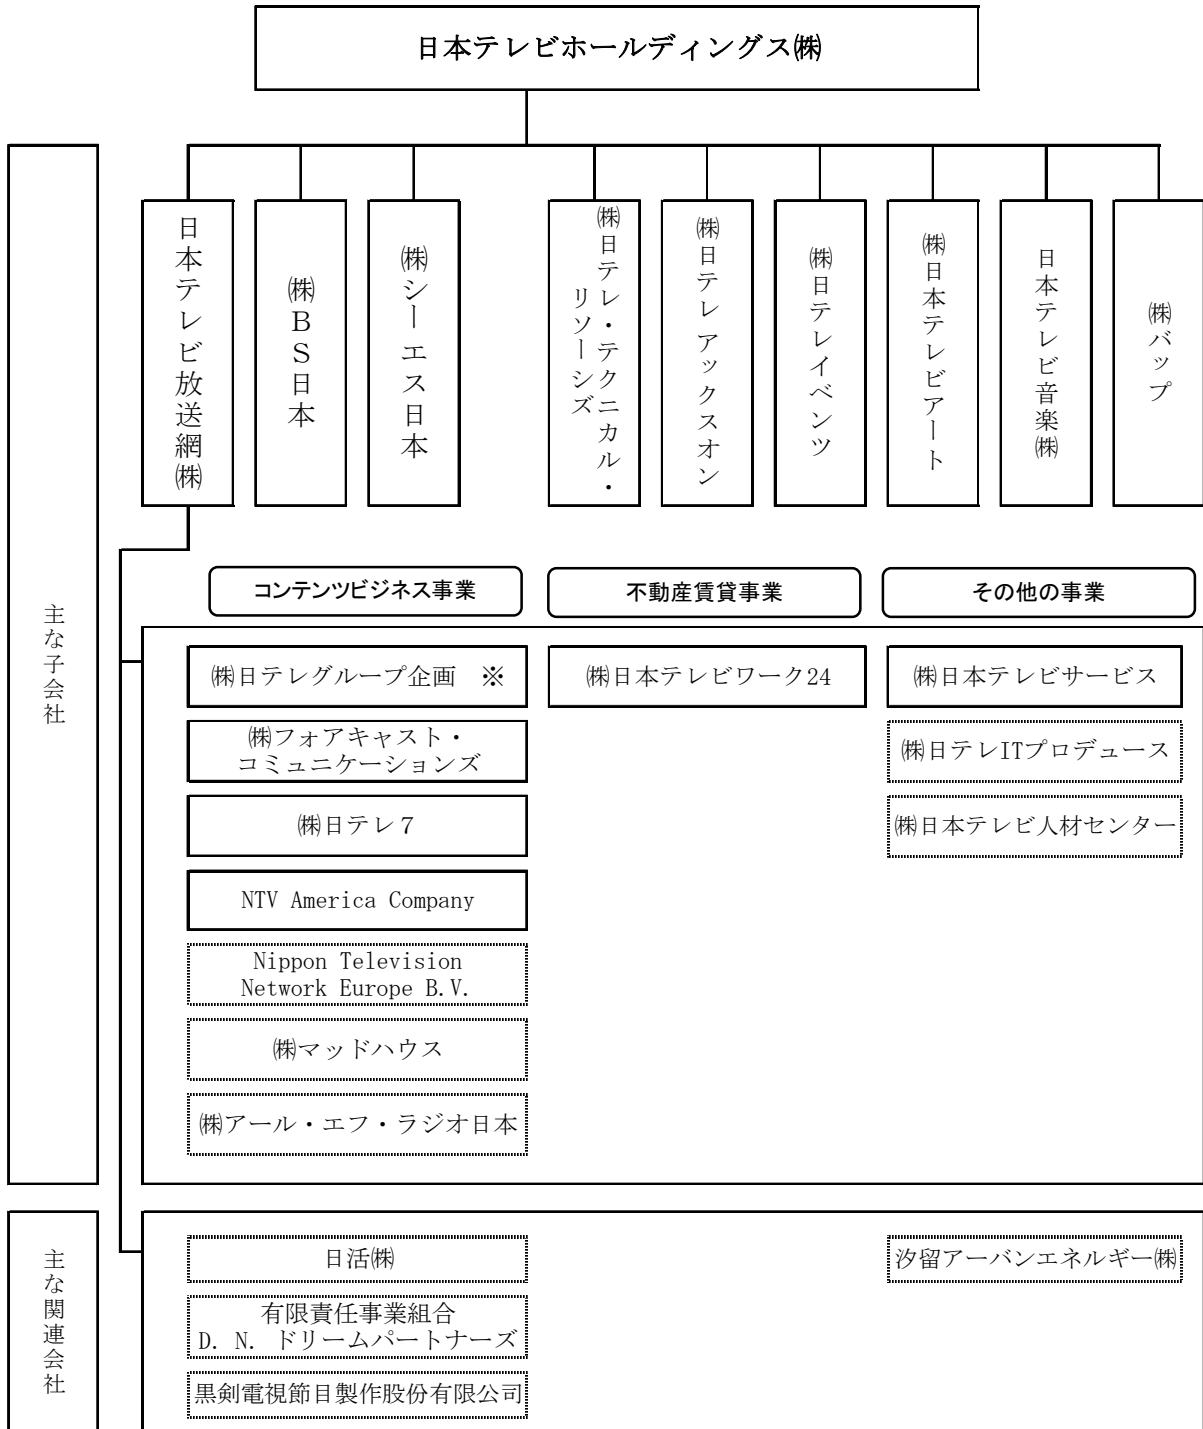 日本テレビホールディングス㈱
主な子会社
日本テレビ放送網㈱
㈱BS日本
㈱シーエス日本
㈱日テレ・テクニカル・
リソーシズ
㈱日テレアックスオン
㈱日テレイベンツ
㈱日本テレビアート
日本テレビ音楽㈱
㈱バップ
コンテンツビジネス事業
不動産賃貸事業
その他の事業
㈱日テレグループ企画 ※
㈱日本テレビワーク24
㈱日本テレビサービス
㈱フォアキャスト・
コミュニケーションズ
㈱日テレITプロデュース
㈱日テレ7
㈱日本テレビ人材センター
NTV America Company
Nippon Television
Network Europe B.V.
㈱マッドハウス
㈱アール・エフ・ラジオ日本
主な関連会社
日活㈱
汐留アーバンエネルギー㈱
有限責任事業組合
D. N. ドリームパートナーズ
黒剣電視節目製作股份有限公司